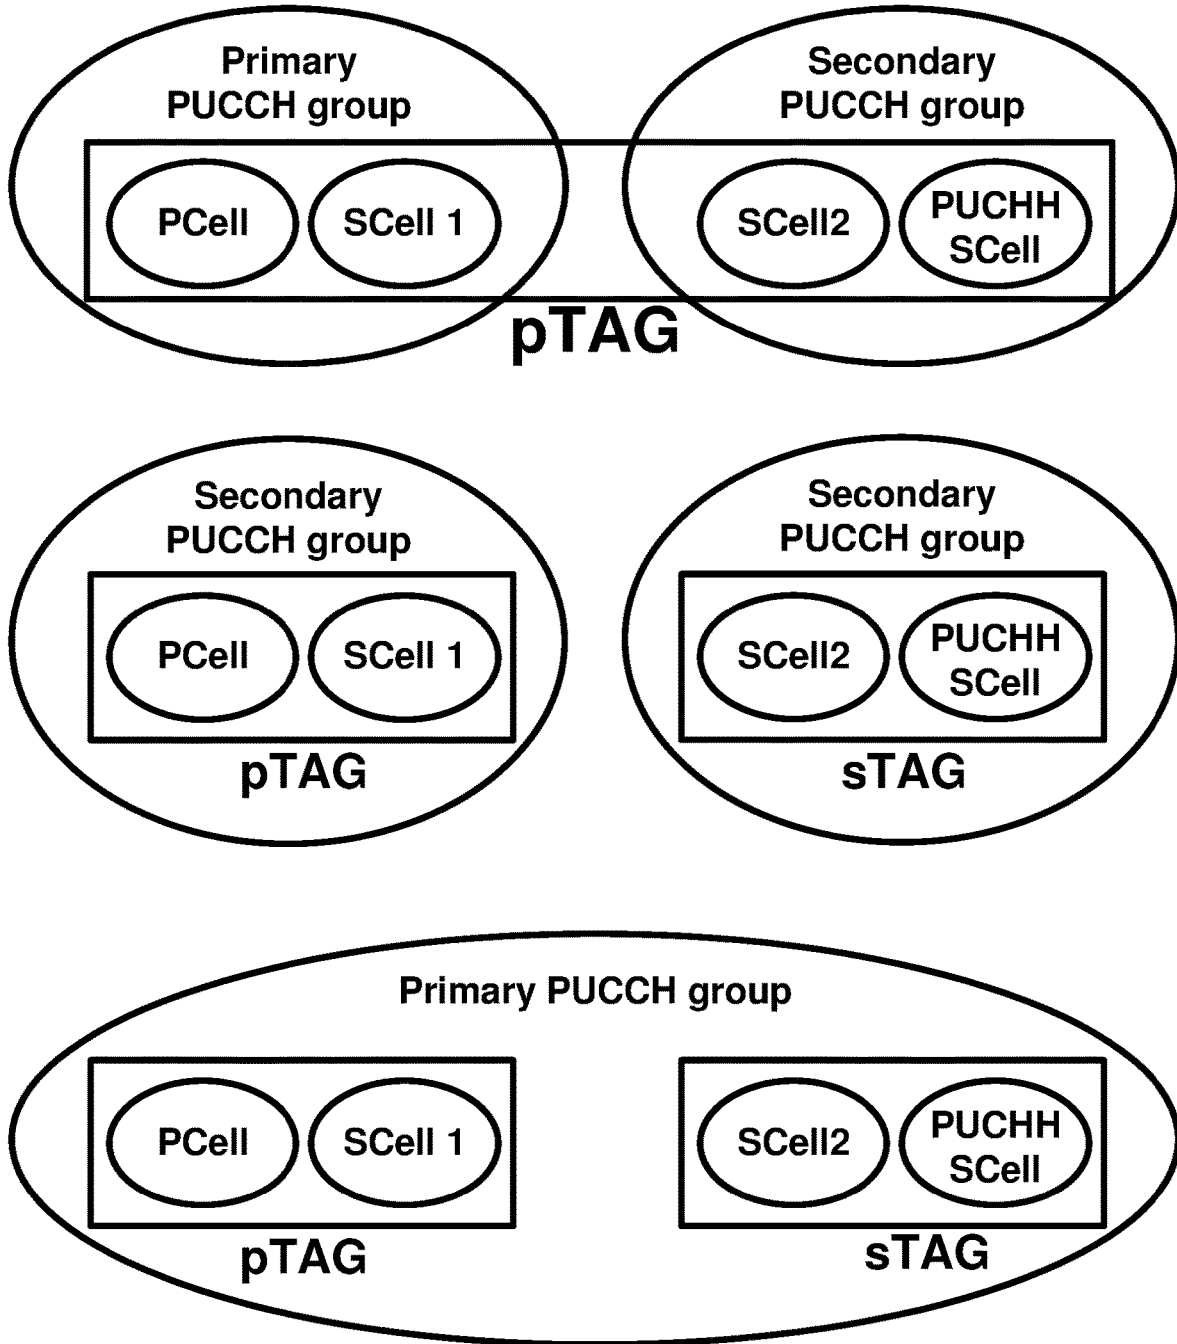 Primary
PUCCH group
Secondary
PUCCH group
PCell
SCell 1
SCell2
PUCHH
SCell
pTAG
Secondary
PUCCH group
Secondary
PUCCH group
PCell
SCell 1
SCell2
PUCHH
SCell
pTAG
sTAG
Primary PUCCH group
PCell
SCell 1
SCell2
PUCHH
SCell
pTAG
sTAG